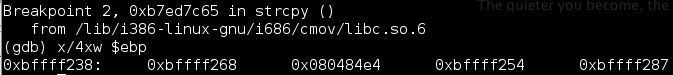 The quieter you become, the
Breakpoint 2, 0xb7ed7c65 in strcpy ()
from /lib/i386-linux-gnu/i686/cmov/libc.so.6
(gdb) x/4xw $ebp
0xbffff238: 0xbffff268 0x080484e4 0xbffff254 0xbffff287